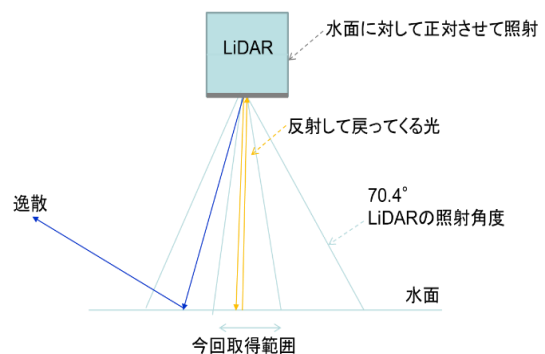 LiDAR
水面に対して正対させて照射
反射して戻ってくる光
70.4°
LiDARの照射角度
逸散
水面
今回取得範囲